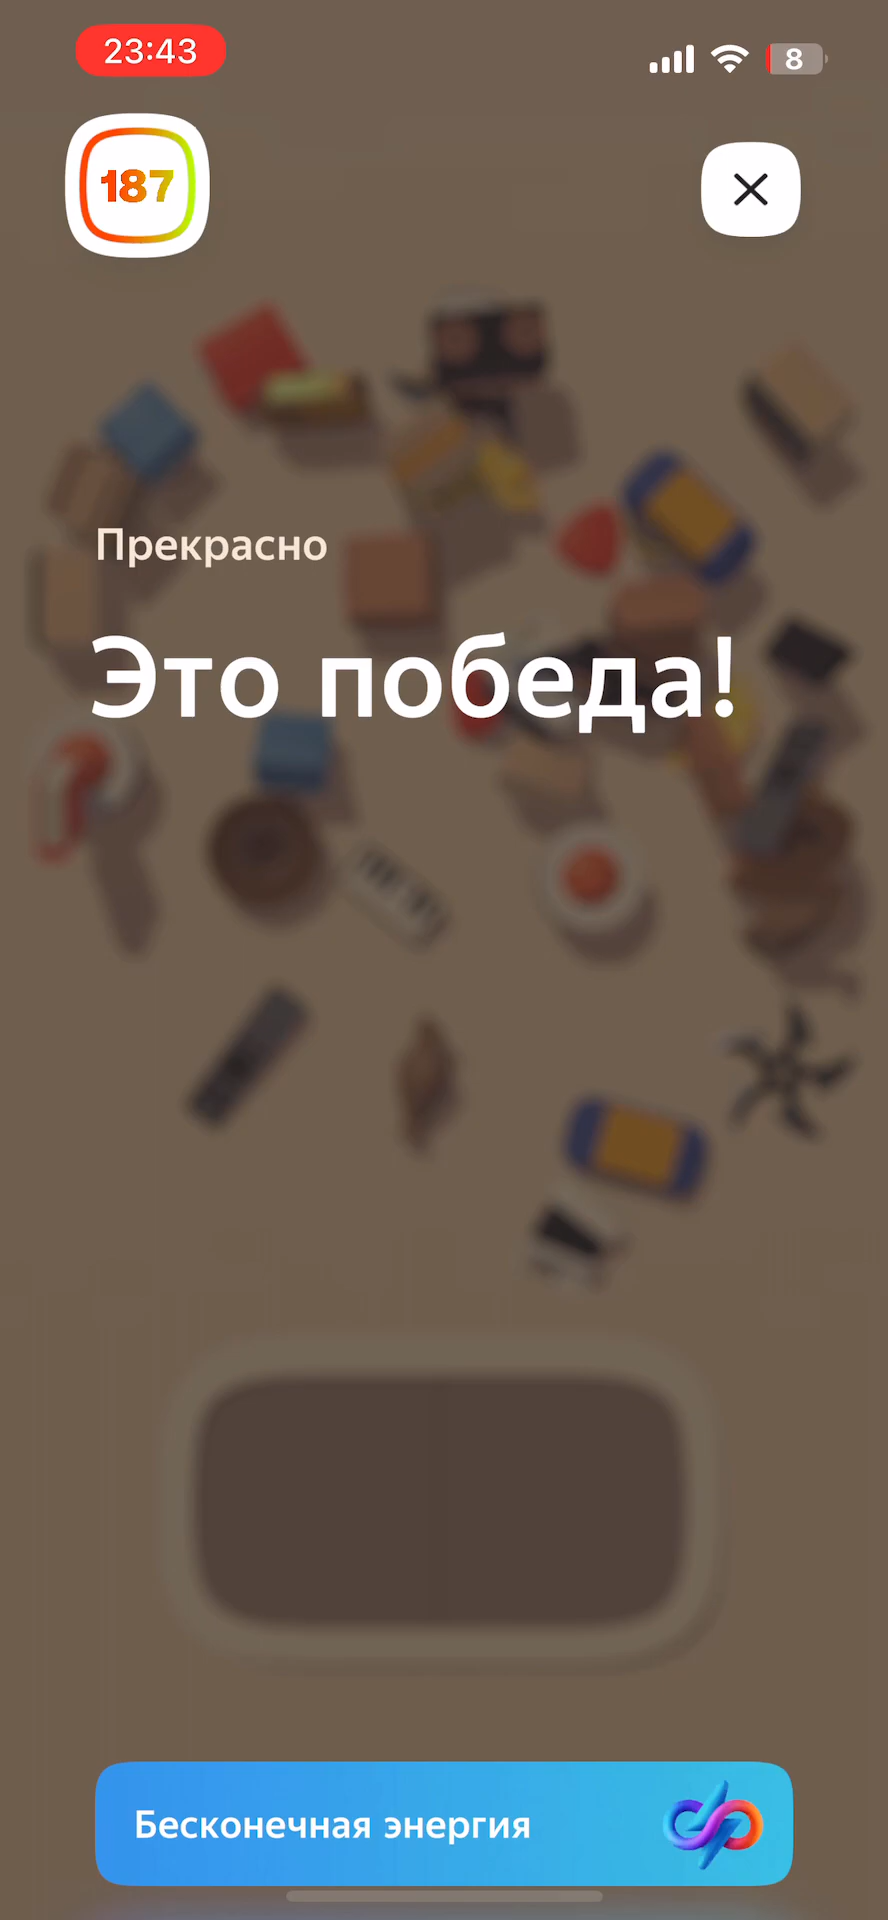 23:43
8
187
Прекрасно
Это победа!
Бесконечная энергия